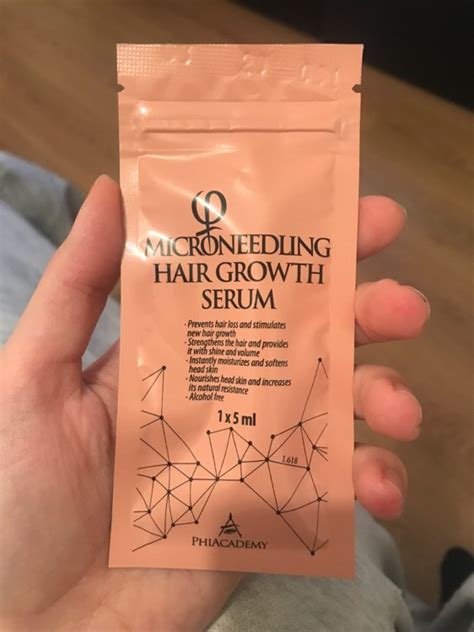 φ
MICRONEEDLING
HAIR GROWTH
SERUM
· Prevents hair loss and stimulates
new hair growth
· Strengthens the hair and provides
it with shine and volume
· Instantly moisturizes and softens
head skin
· Nourishes head skin and increases
its natural resistance
· Alcohol free
1 x 5 ml
1.618
PHIACADEMY